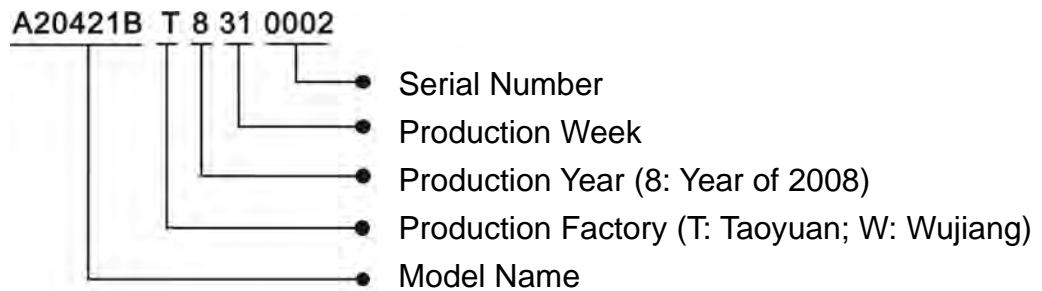 A20421B T 8 31 0002
Serial Number
Production Week
Production Year (8: Year of 2008)
Production Factory (T: Taoyuan; W: Wujiang)
Model Name